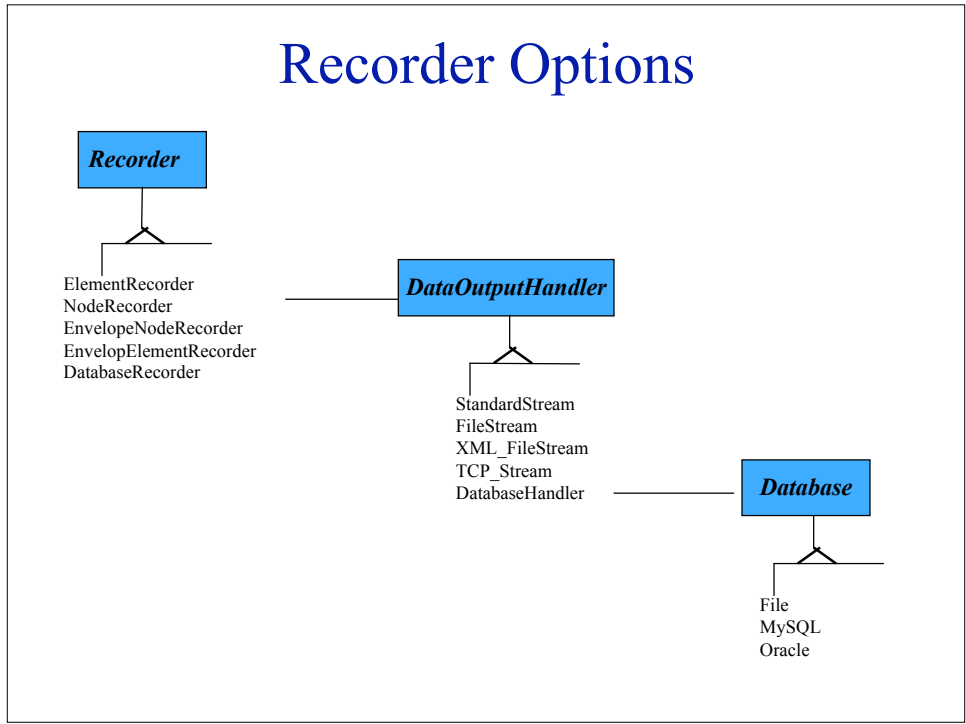 Recorder Options
Recorder
ElementRecorder
NodeRecorder
EnvelopeNodeRecorder
EnvelopElementRecorder
DatabaseRecorder
DataOutputHandler
StandardStream
FileStream
XML_FileStream
TCP_Stream
DatabaseHandler
Database
File
MySQL
Oracle